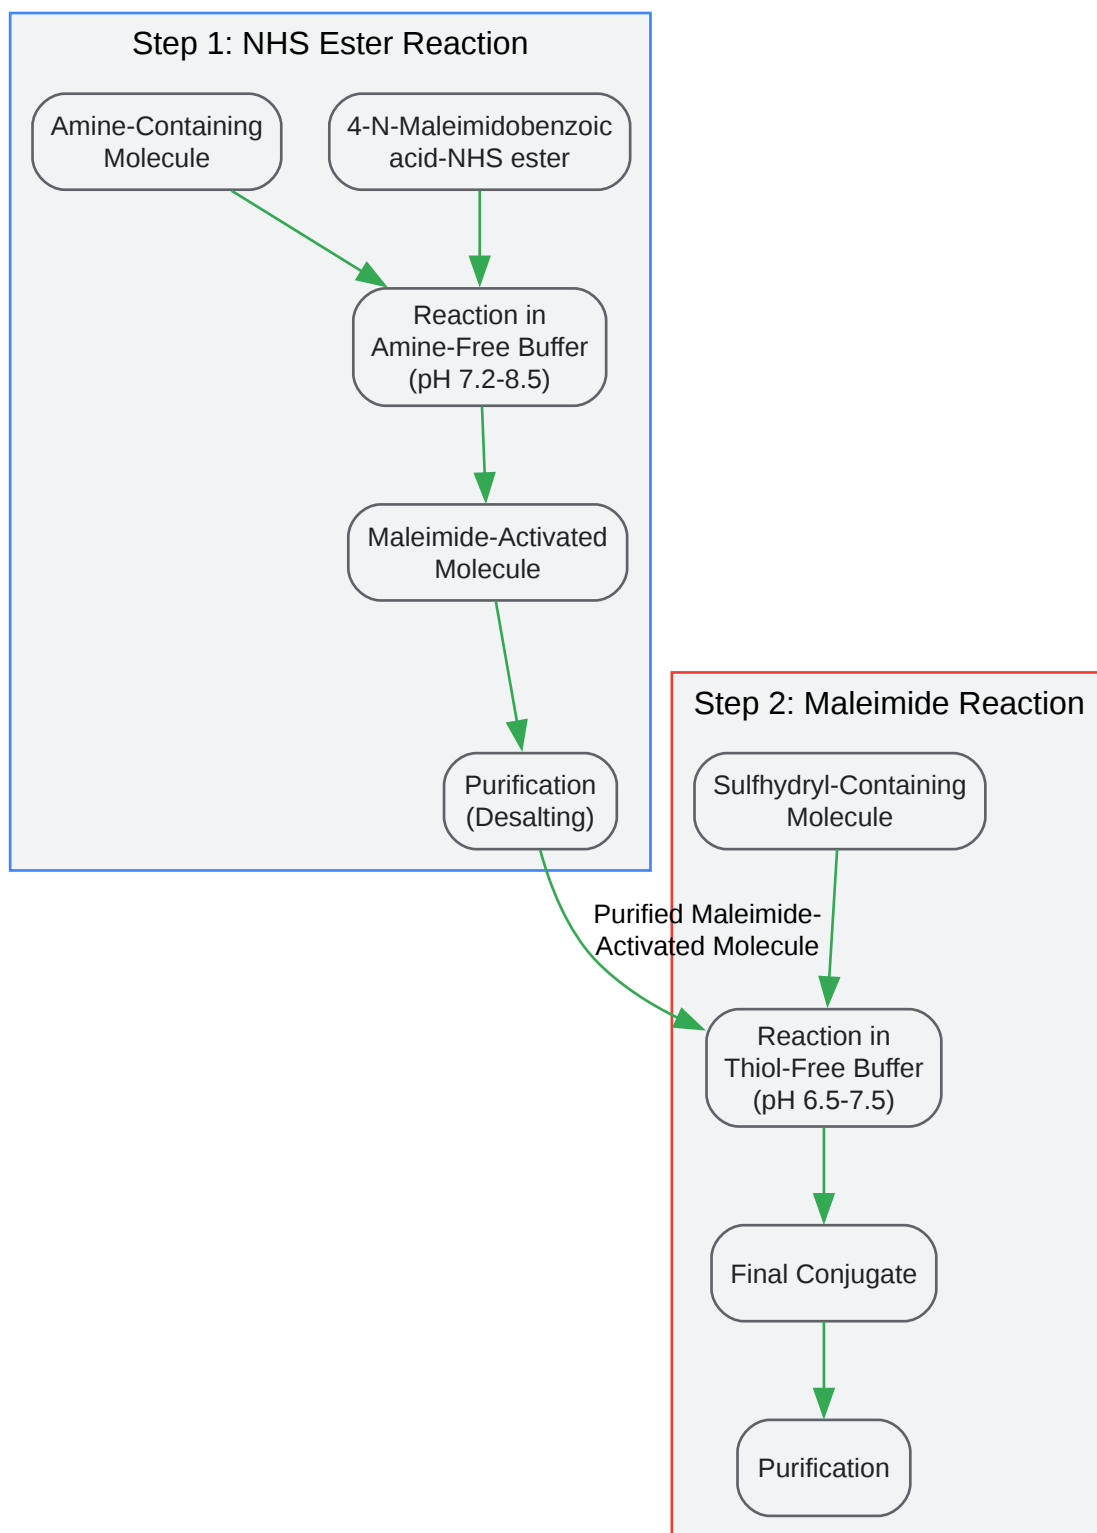 Step 1: NHS Ester Reaction
Amine-Containing
Molecule
4-N-Maleimidobenzoic
acid-NHS ester
Reaction in
Amine-Free Buffer
(pH 7.2-8.5)
Maleimide-Activated
Molecule
Purification
(Desalting)
Step 2: Maleimide Reaction
Sulfhydryl-Containing
Molecule
Purified Maleimide-
Activated Molecule
Reaction in
Thiol-Free Buffer
(pH 6.5-7.5)
Final Conjugate
Purification